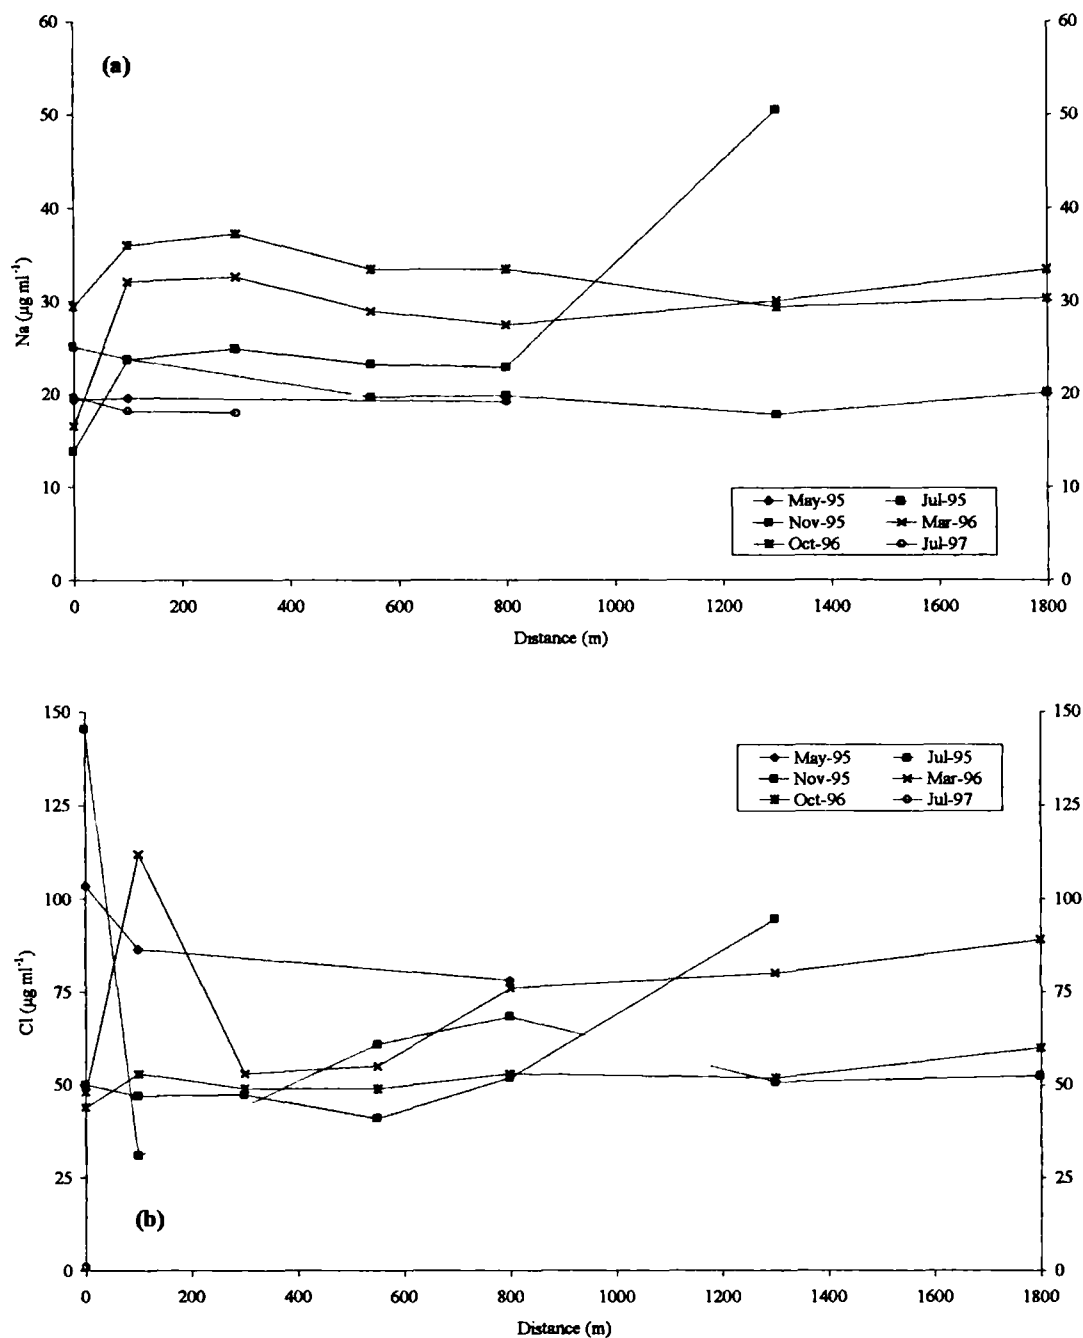 (a)
Na (µg ml⁻¹)
60 60
50 50
40 40
30 30
20 20
10 10
0 0
May-95 Jul-95
Nov-95 Mar-96
Oct-96 Jul-97
0 200 400 600 800 1000 1200 1400 1600 1800
Distance (m)
150 150
125 125
100 100
75 75
50 50
25 25
0 0
Cl (µg ml⁻¹)
May-95 Jul-95
Nov-95 Mar-96
Oct-96 Jul-97
(b)
0 200 400 600 800 1000 1200 1400 1600 1800
Distance (m)